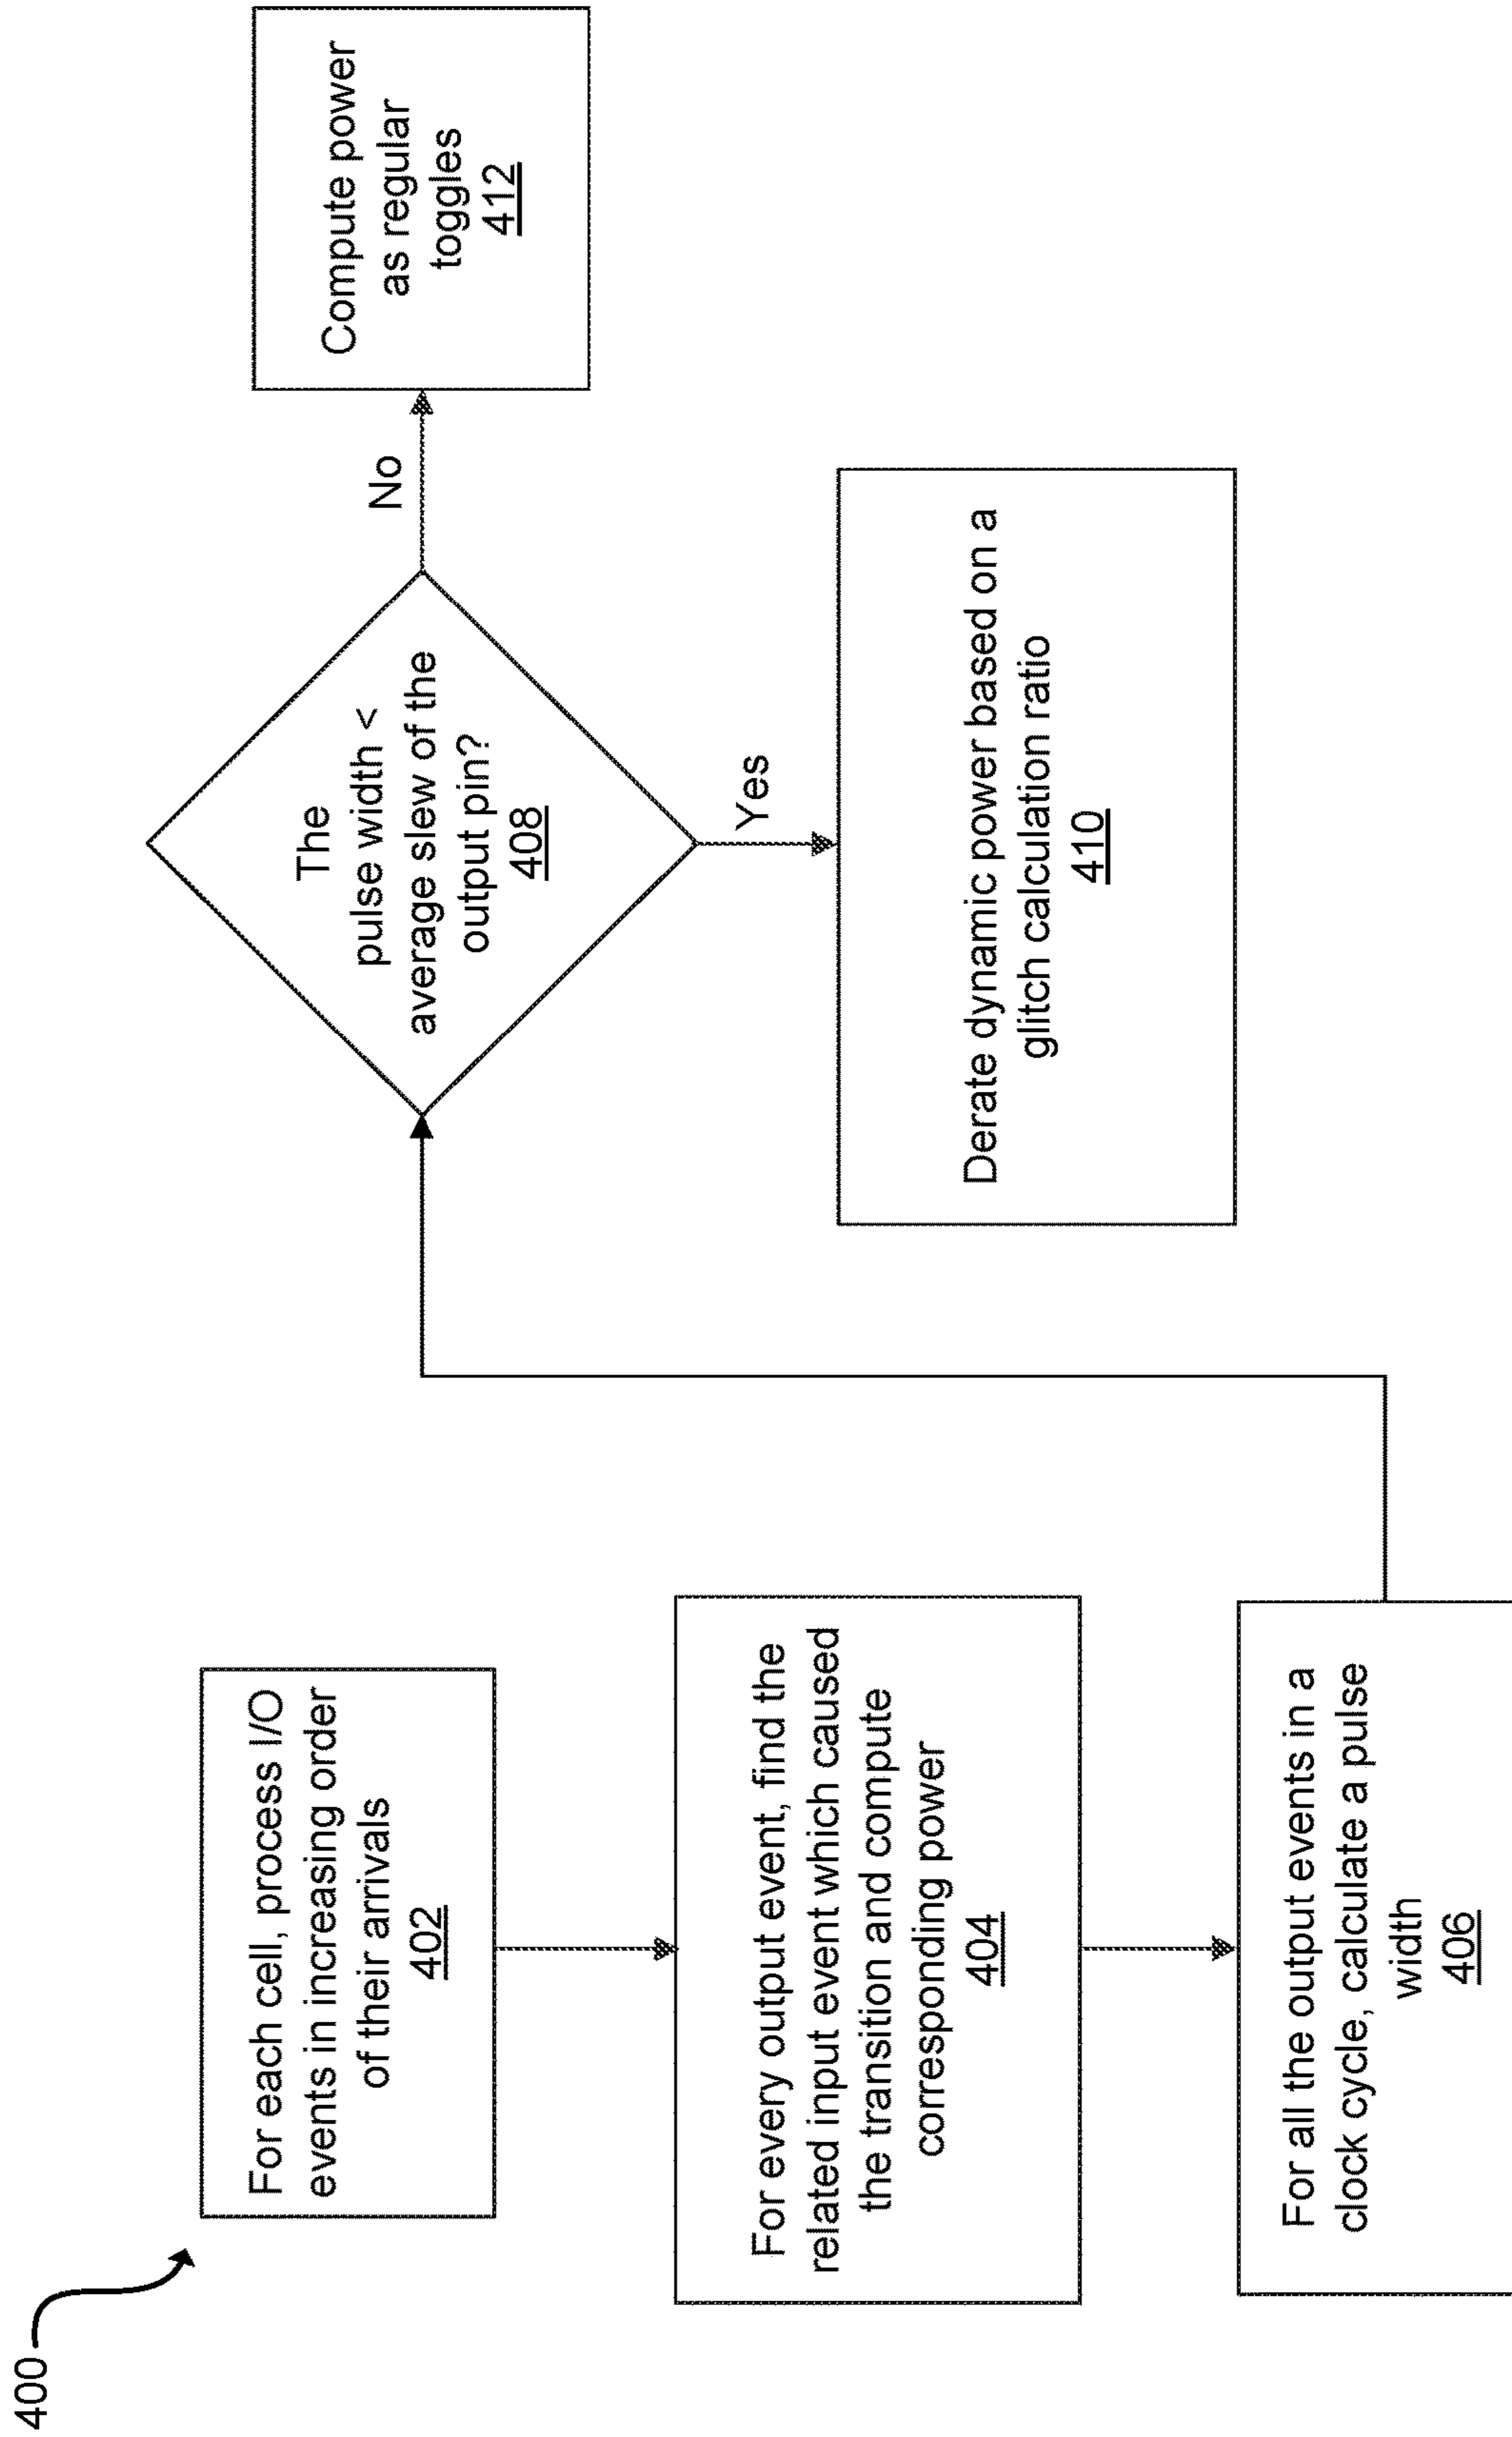 400
For each cell, process I/O
events in increasing order
of their arrivals
402
For every output event, find the
related input event which caused
the transition and compute
corresponding power
404
For all the output events in a
clock cycle, calculate a pulse
width
406
The
pulse width <
average slew of the
output pin?
408
Yes
No
Derate dynamic power based on a
glitch calculation ratio
410
Compute power
as regular
toggles
412